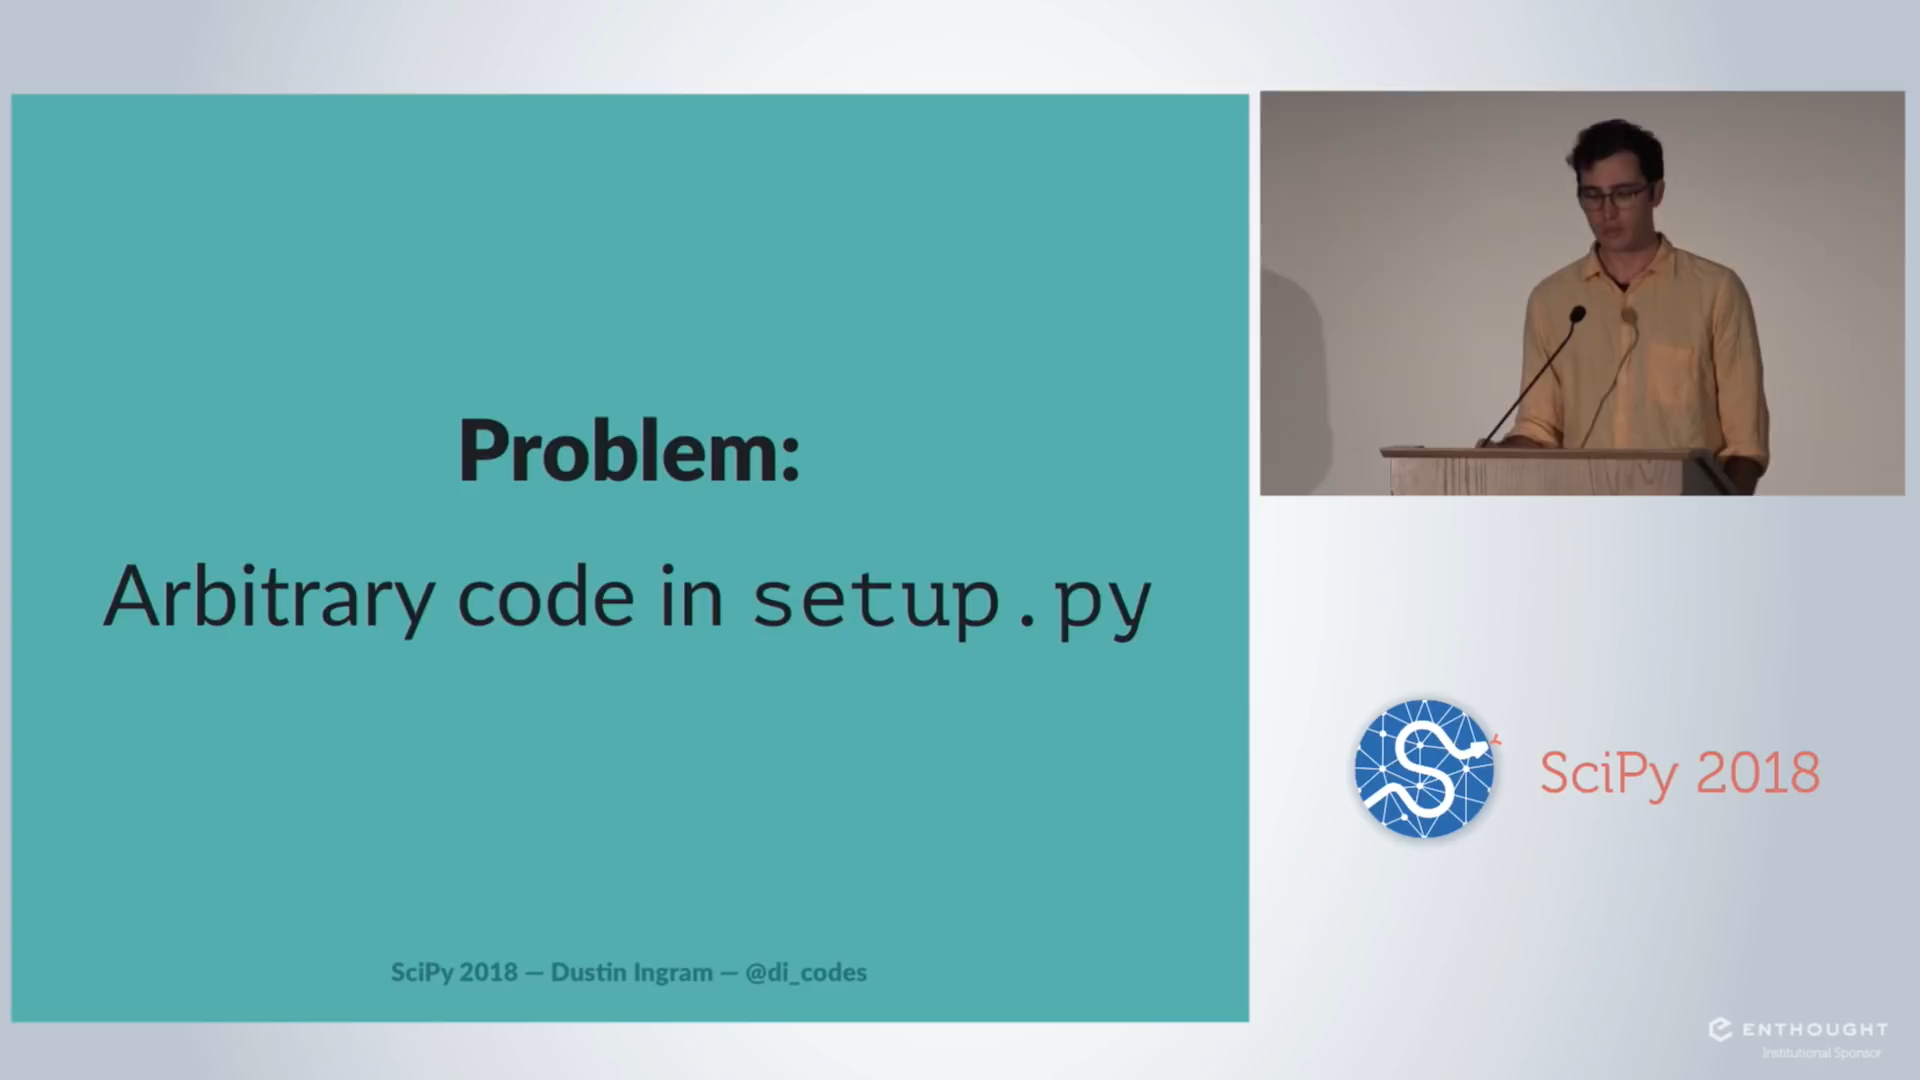 Problem:
Arbitrary code in setup.py
SciPy 2018 — Dustin Ingram — @di_codes
SciPy 2018
ENTHOUGHT
Institutional Sponsor